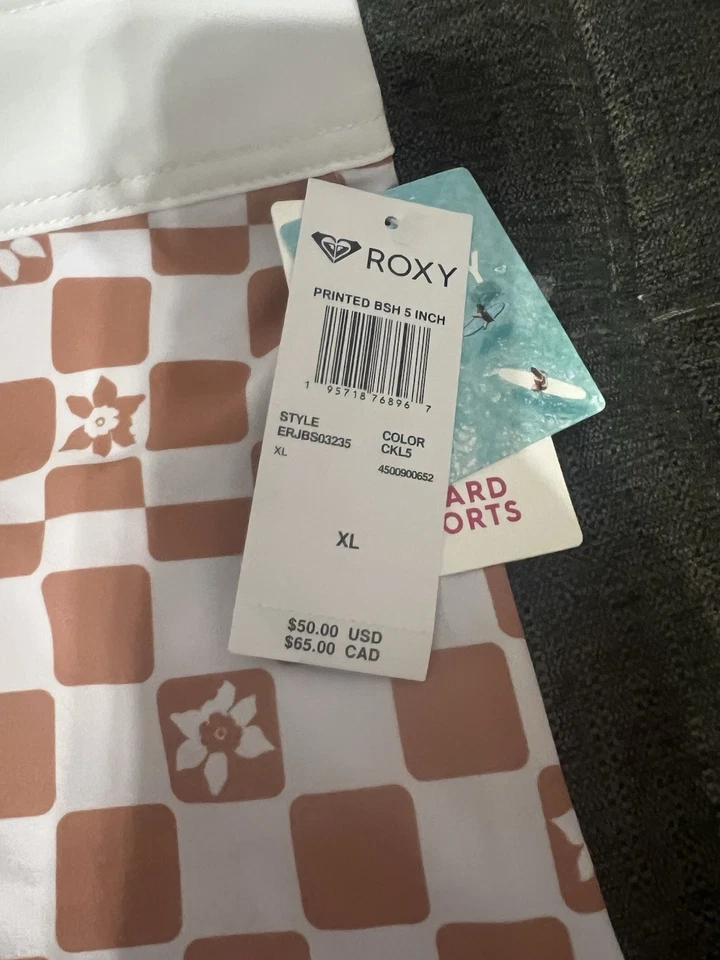 ROXY
PRINTED BSH 5 INCH
1 95718 76896 7
STYLE
ERJBS03235
XL
COLOR
CKL5
4500900652
XL
$50.00 USD
$65.00 CAD
Y
ARD
ORTS